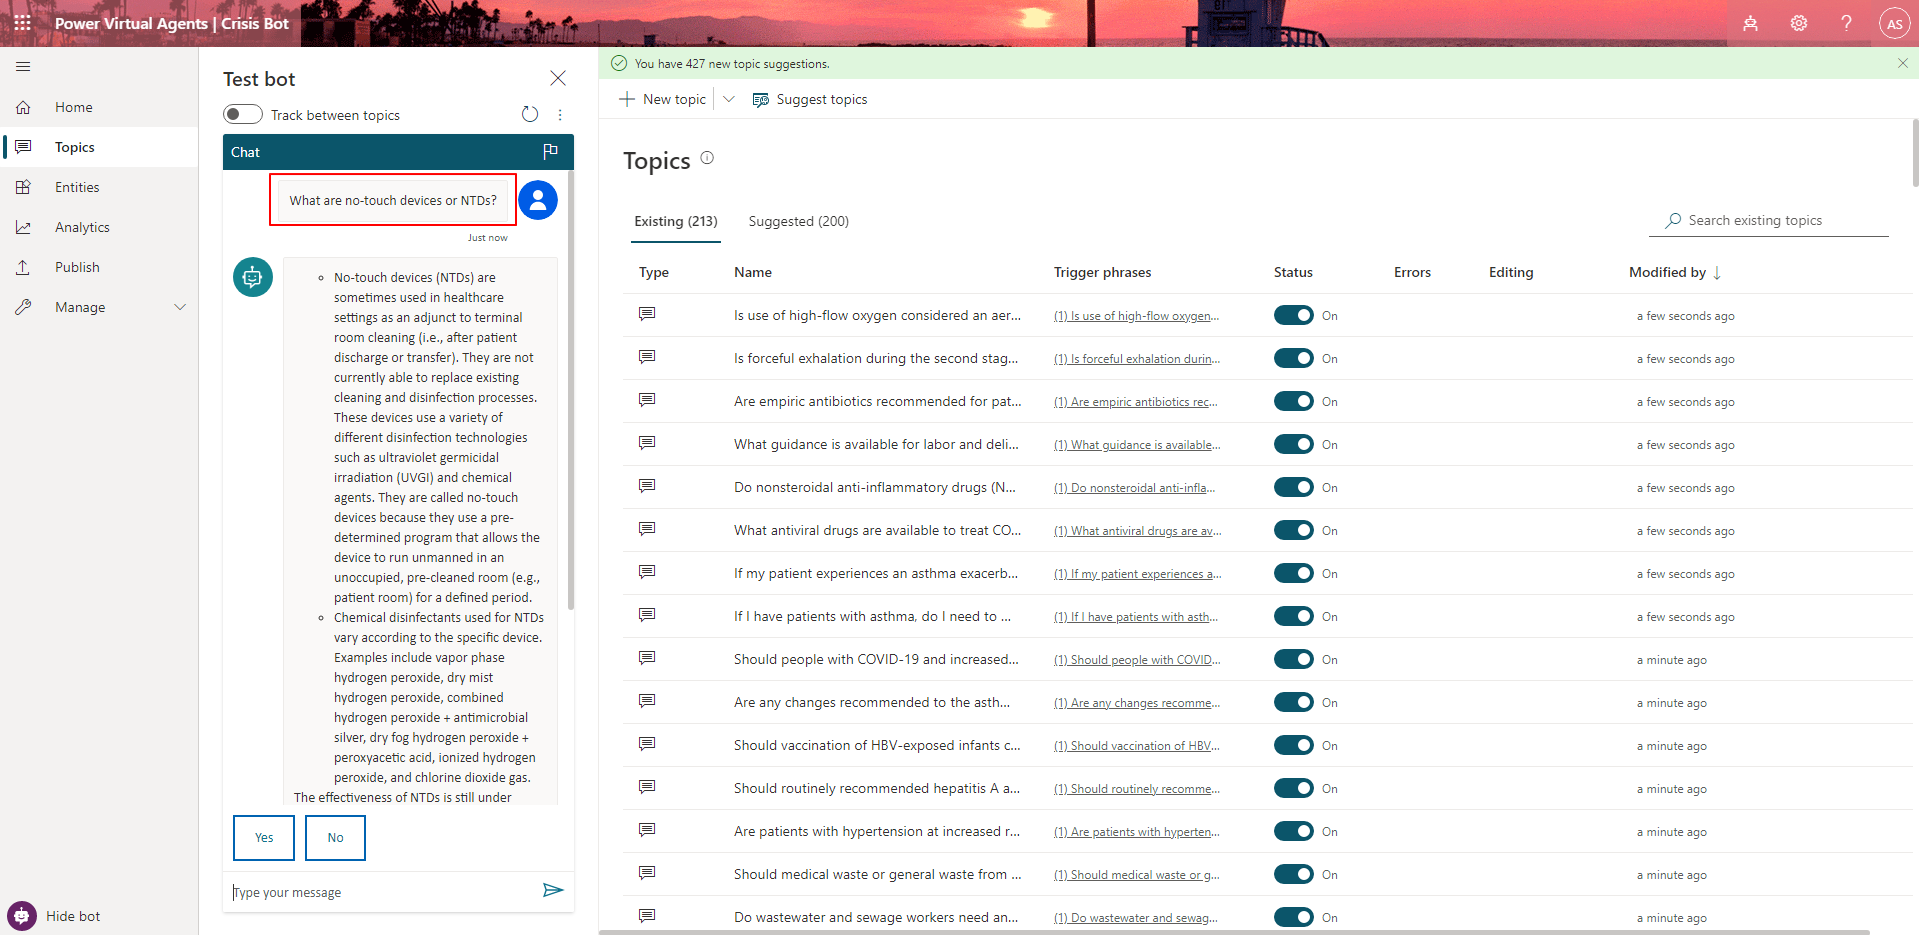 Power Virtual Agents | Crisis Bot
AS
Home
Topics
Entities
Analytics
Publish
Manage
Hide bot
Test bot
Track between topics
Chat
What are no-touch devices or NTDs?
Just now
No-touch devices (NTDs) are
sometimes used in healthcare
settings as an adjunct to terminal
room cleaning (i.e., after patient
discharge or transfer). They are not
currently able to replace existing
cleaning and disinfection processes.
These devices use a variety of
different disinfection technologies
such as ultraviolet germicidal
irradiation (UVGI) and chemical
agents. They are called no-touch
devices because they use a pre-
determined program that allows the
device to run unmanned in an
unoccupied, pre-cleaned room (e.g.,
patient room) for a defined period.
Chemical disinfectants used for NTDs
vary according to the specific device.
Examples include vapor phase
hydrogen peroxide, dry mist
hydrogen peroxide, combined
hydrogen peroxide + antimicrobial
silver, dry fog hydrogen peroxide +
peroxyacetic acid, ionized hydrogen
peroxide, and chlorine dioxide gas.
The effectiveness of NTDs is still under
Yes No
Type your message
You have 427 new topic suggestions.
New topic Suggest topics
Topics
Existing (213) Suggested (200) Search existing topics
Type Name Trigger phrases Status Errors Editing Modified by ↓
Is use of high-flow oxygen considered an aer... (1) Is use of high-flow oxygen... On a few seconds ago
Is forceful exhalation during the second stag... (1) Is forceful exhalation durin... On a few seconds ago
Are empiric antibiotics recommended for pat... (1) Are empiric antibiotics rec... On a few seconds ago
What guidance is available for labor and deli... (1) What guidance is available... On a few seconds ago
Do nonsteroidal anti-inflammatory drugs (N... (1) Do nonsteroidal anti-infla... On a few seconds ago
What antiviral drugs are available to treat CO... (1) What antiviral drugs are av... On a few seconds ago
If my patient experiences an asthma exacerb... (1) If my patient experiences a... On a few seconds ago
If I have patients with asthma, do I need to ... (1) If I have patients with asth... On a few seconds ago
Should people with COVID-19 and increased... (1) Should people with COVID... On a minute ago
Are any changes recommended to the asth... (1) Are any changes recomme... On a minute ago
Should vaccination of HBV-exposed infants c... (1) Should vaccination of HBV... On a minute ago
Should routinely recommended hepatitis A a... (1) Should routinely recomme... On a minute ago
Are patients with hypertension at increased r... (1) Are patients with hyperten... On a minute ago
Should medical waste or general waste from ... (1) Should medical waste or g... On a minute ago
Do wastewater and sewage workers need an... (1) Do wastewater and sewag... On a minute ago